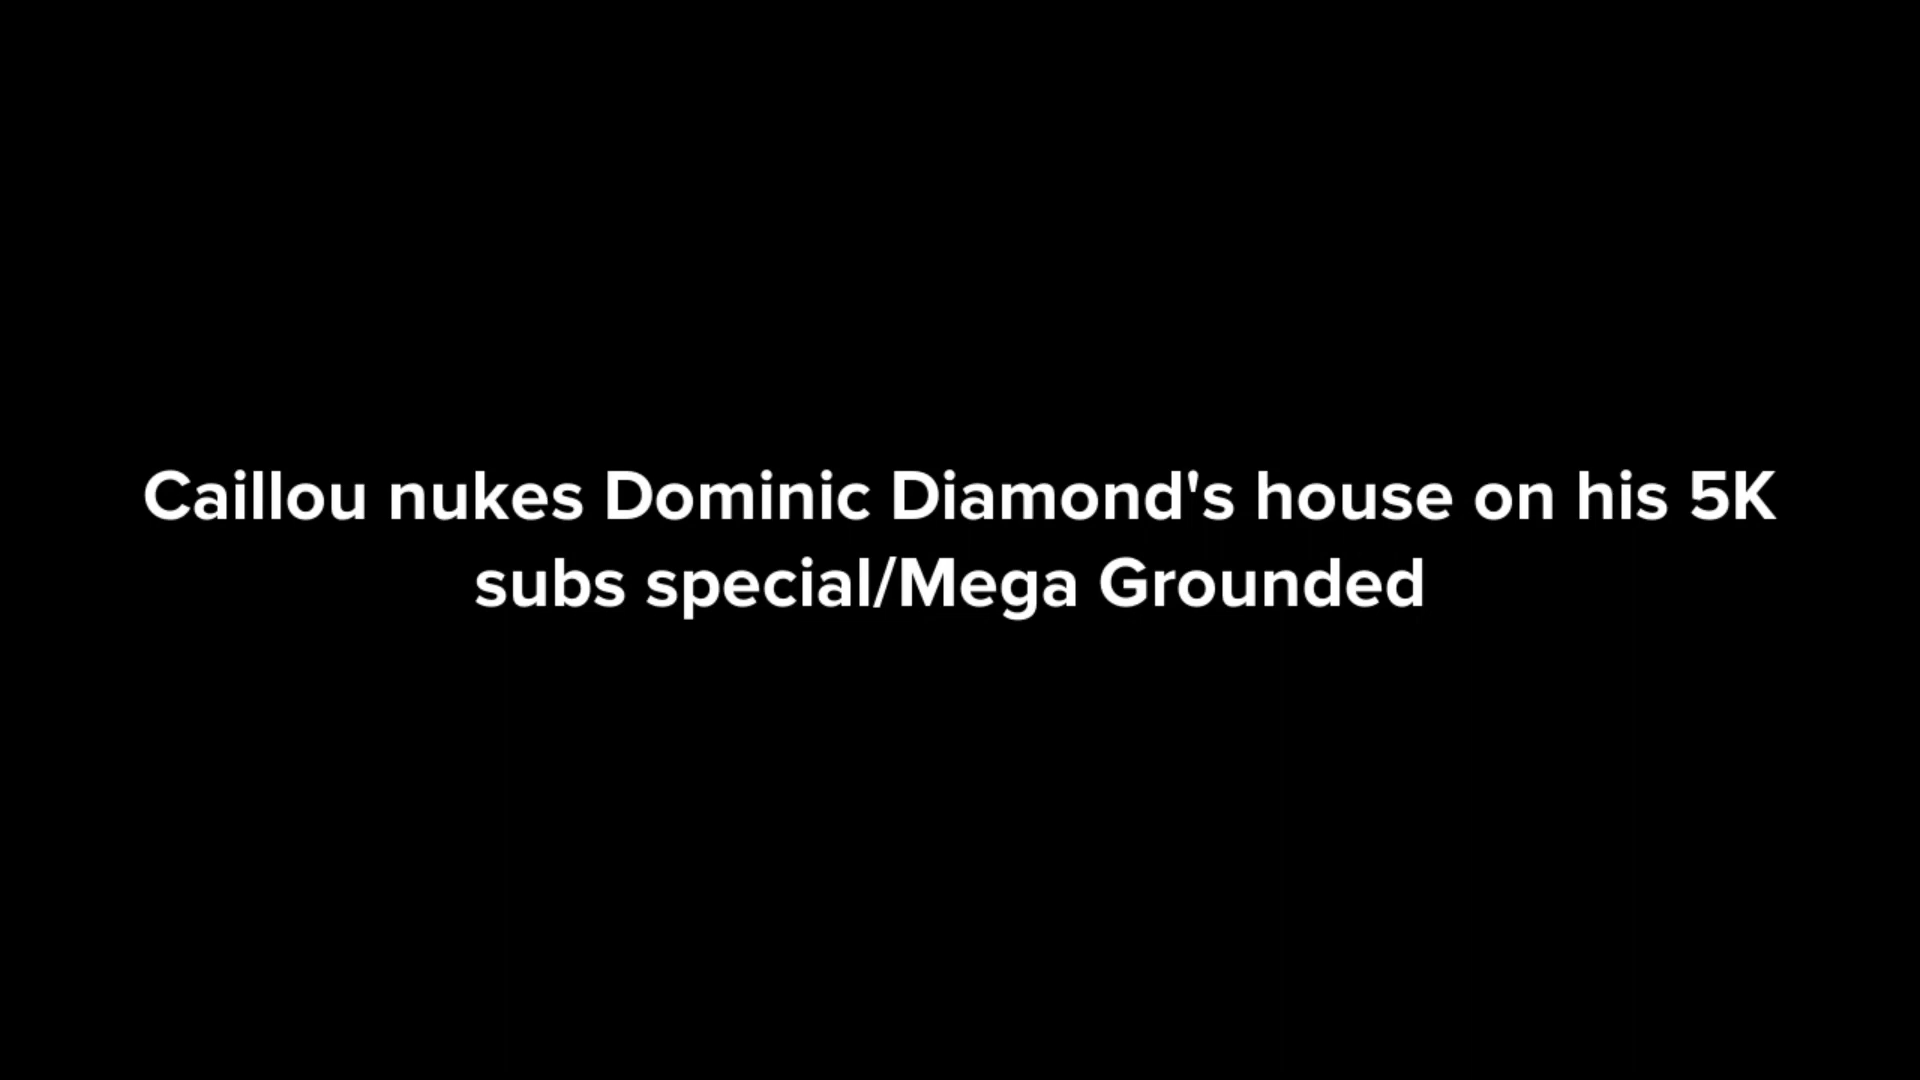 Caillou nukes Dominic Diamond's house on his 5K
subs special/Mega Grounded